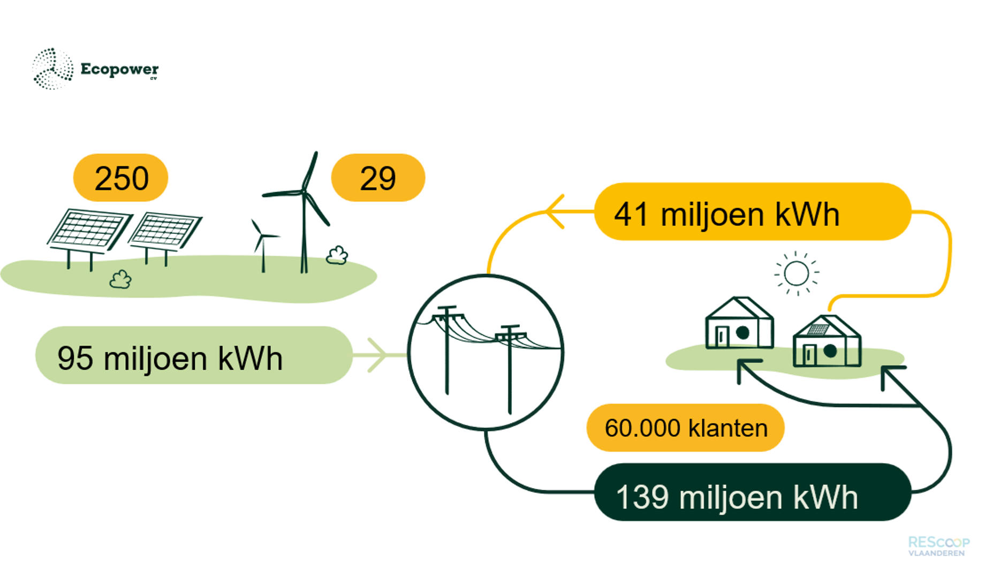 Ecopower
cv
250
29
41 miljoen kWh
95 miljoen kWh
60.000 klanten
139 miljoen kWh
REScoop
VLAANDEREN